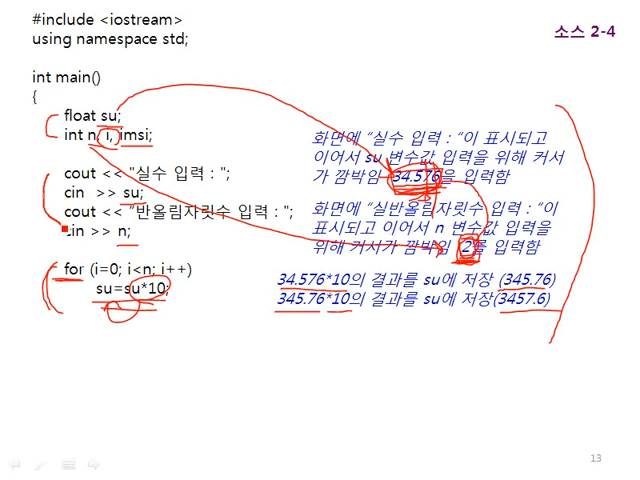 #include <iostream>
using namespace std;
소스 2-4
int main()
{
float su;
int n, i, imsi;
cout << "실수 입력 : ";
cin >> su;
cout << "반올림자릿수 입력 : ";
cin >> n;
for (i=0; i<n; i++)
su=su*10;
화면에 "실수 입력 : "이 표시되고
이어서 su 변수값 입력을 위해 커서
가 깜박임 34.576을 입력함
화면에 "실반올림자릿수 입력 : "이
표시되고 이어서 n 변수값 입력을
위해 커서가 깜박임 2를 입력함
34.576*10의 결과를 su에 저장 (345.76)
345.76*10의 결과를 su에 저장(3457.6)
13